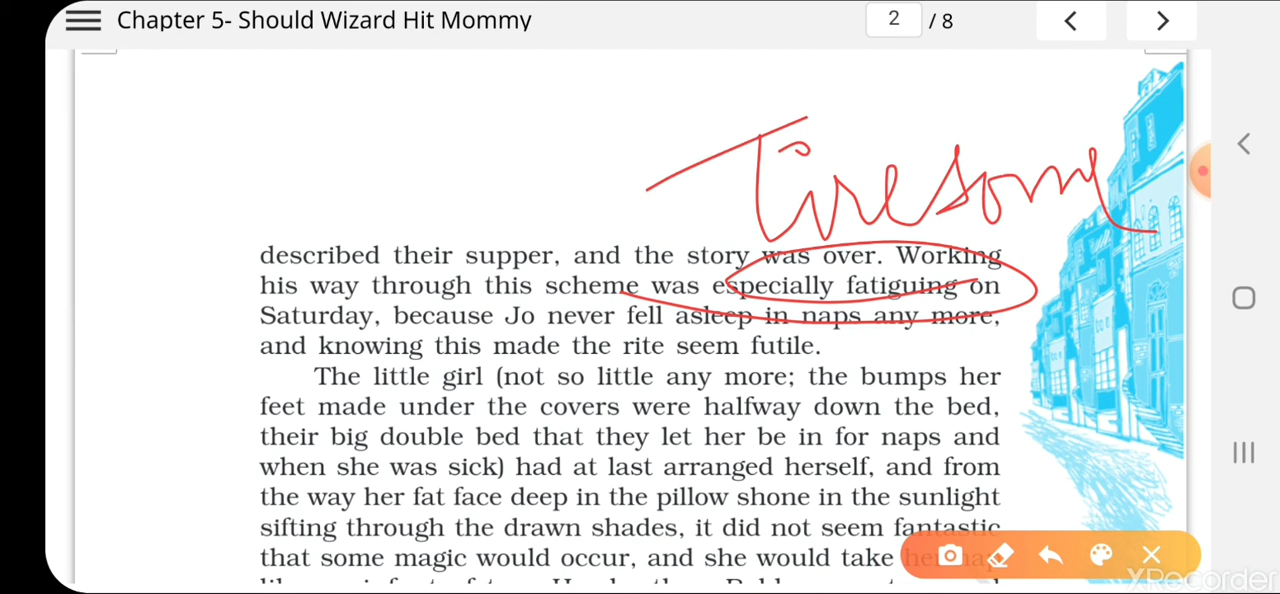 Chapter 5- Should Wizard Hit Mommy 2 / 8
Tiresome
described their supper, and the story was over. Working
his way through this scheme was especially fatiguing on
Saturday, because Jo never fell asleep in naps any more,
and knowing this made the rite seem futile.
The little girl (not so little any more; the bumps her
feet made under the covers were halfway down the bed,
their big double bed that they let her be in for naps and
when she was sick) had at last arranged herself, and from
the way her fat face deep in the pillow shone in the sunlight
sifting through the drawn shades, it did not seem fantastic
that some magic would occur, and she would take her nap
XRecorder